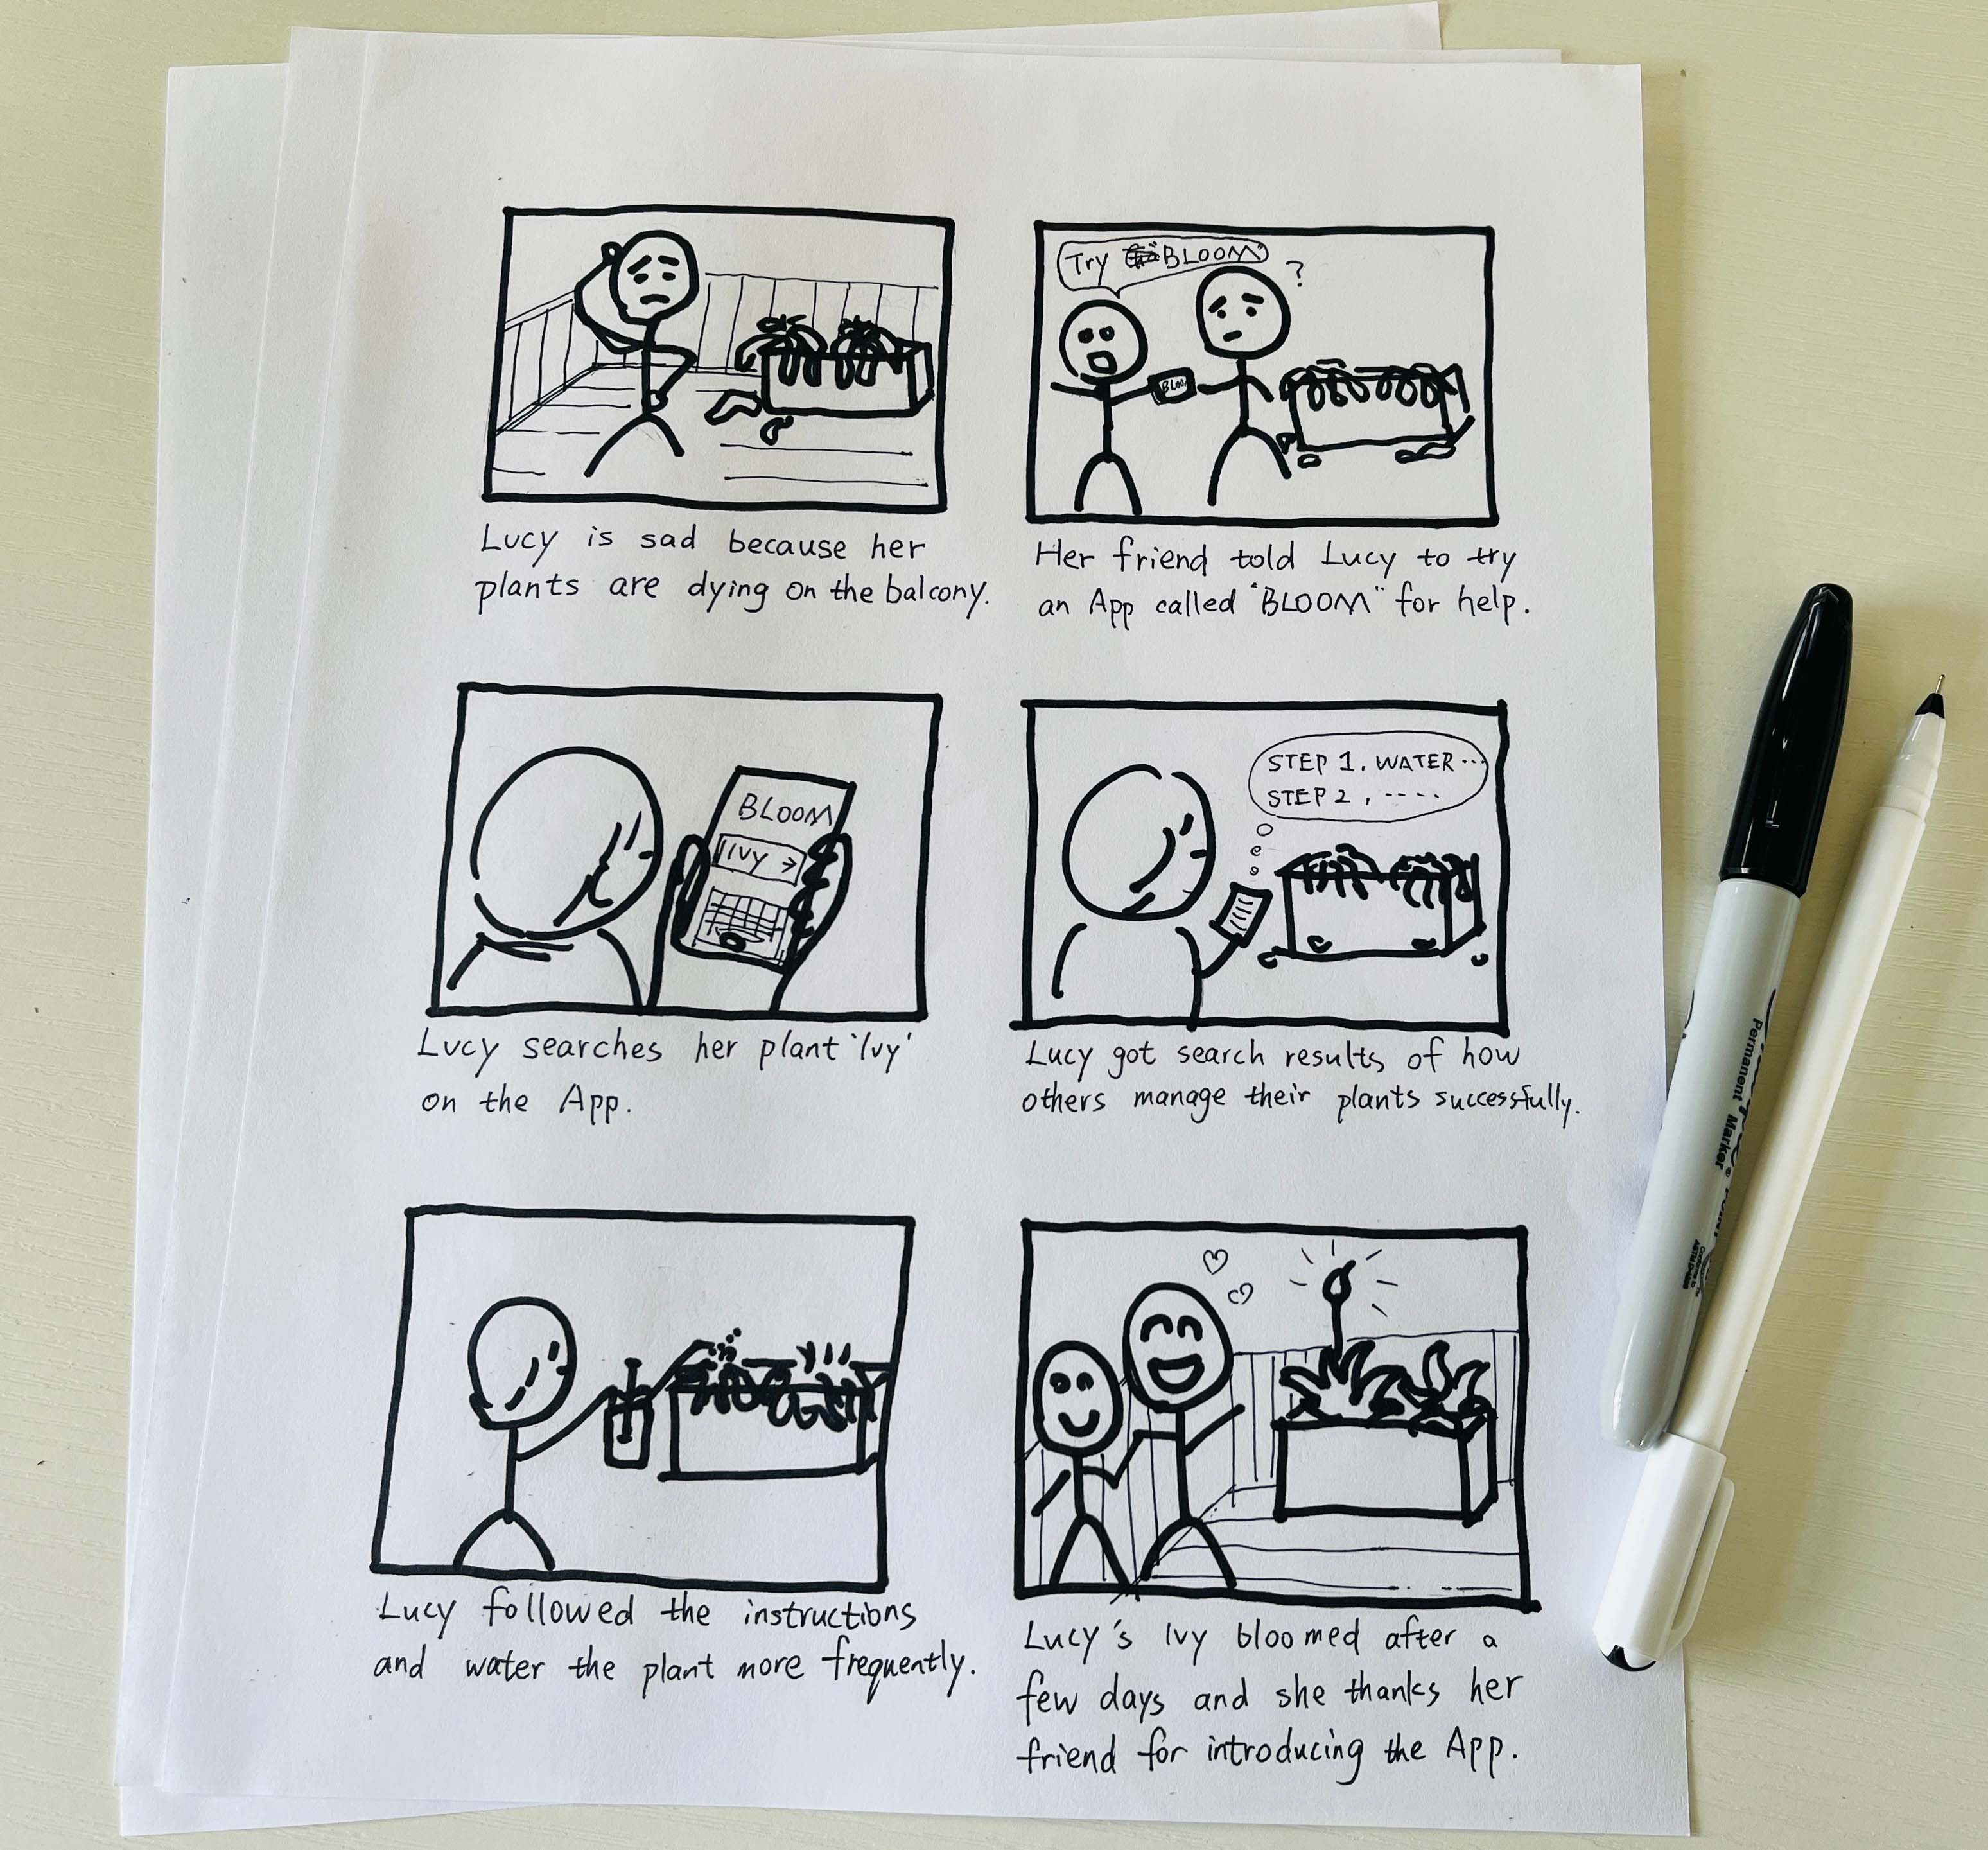 Try "BLOOM"
?
BLOOM
Lucy is sad because her
plants are dying on the balcony.
Her friend told Lucy to try
an App called "BLOOM" for help.
BLOOM
IVY →
STEP 1. WATER ...
STEP 2, ----
Lucy searches her plant 'Ivy'
on the App.
Lucy got search results of how
others manage their plants successfully.
Lucy followed the instructions
and water the plant more frequently.
Lucy's Ivy bloomed after a
few days and she thanks her
friend for introducing the App.
Permanent Marker